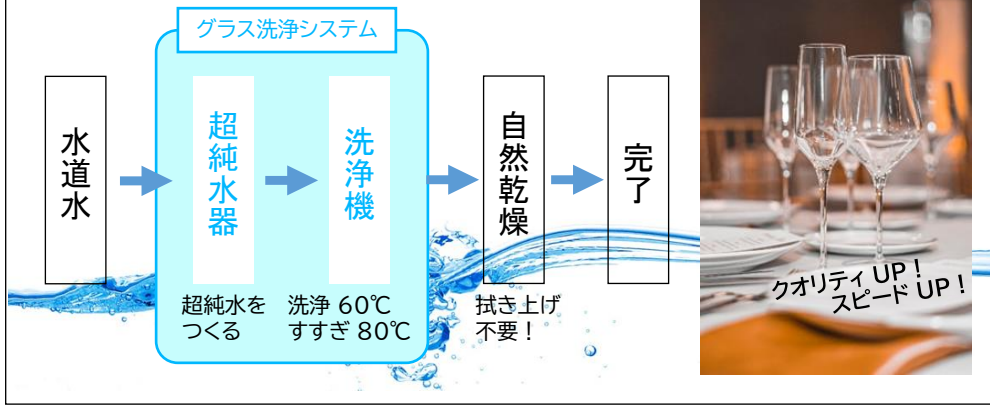 グラス洗浄システム
水道水
超純水器
洗浄機
自然乾燥
完了
超純水を
つくる
洗浄 60℃
すすぎ 80℃
拭き上げ
不要！
クオリティ UP！
スピード UP！